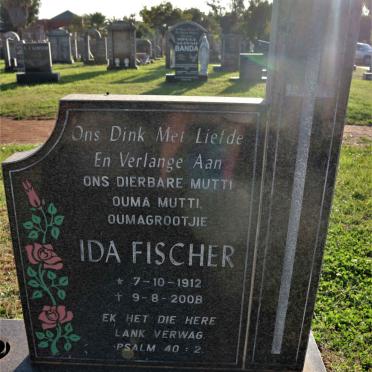 BANDA
Ons Dink Met Liefde
En Verlange Aan
ONS DIERBARE MUTTI
OUMA MUTTI,
OUMAGROOTJIE
IDA FISCHER
* 7-10-1912
✝ 9-8-2008
EK HET DIE HERE
LANK VERWAG
PSALM 40:2